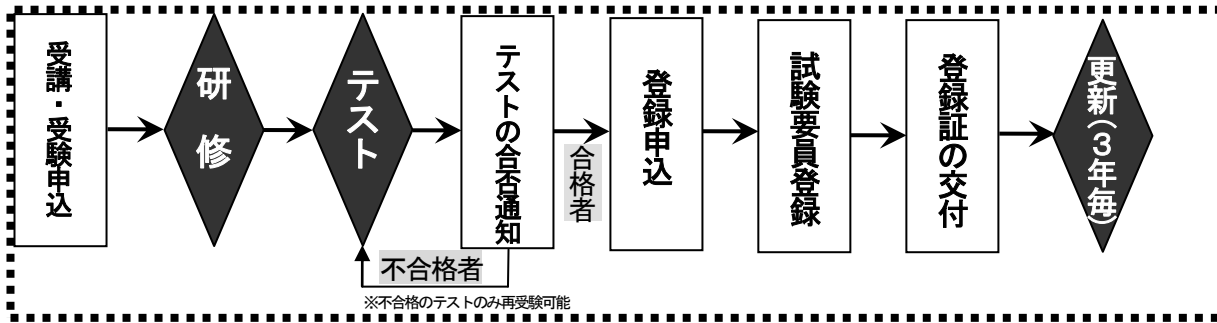 受講・受験申込
研修
テスト
テストの合否通知
合格者
登録申込
試験要員登録
登録証の交付
更新（３年毎）
不合格者
※不合格のテストのみ再受験可能